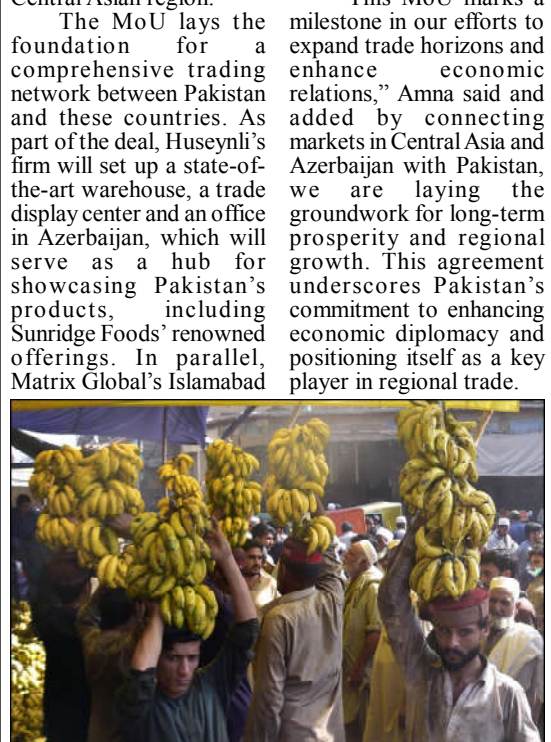 Central Asian region.
The MoU lays the
foundation for a
comprehensive trading
network between Pakistan
and these countries. As
part of the deal, Huseynli’s
firm will set up a state-of-
the-art warehouse, a trade
display center and an office
in Azerbaijan, which will
serve as a hub for
showcasing Pakistan’s
products, including
Sunridge Foods’ renowned
offerings. In parallel,
Matrix Global’s Islamabad
This MoU marks a
milestone in our efforts to
expand trade horizons and
enhance economic
relations,” Amna said and
added by connecting
markets in Central Asia and
Azerbaijan with Pakistan,
we are laying the
groundwork for long-term
prosperity and regional
growth. This agreement
underscores Pakistan’s
commitment to enhancing
economic diplomacy and
positioning itself as a key
player in regional trade.